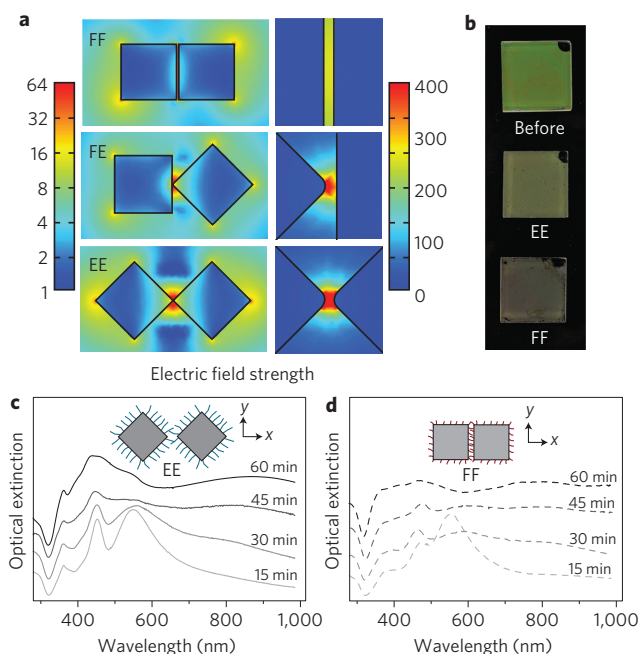 a
FF
64
32
16
8
4
2
1
FE
EE
400
300
200
100
0
Electric field strength
b
Before
EE
FF
c
y
x
EE
60 min
45 min
30 min
15 min
Optical extinction
400 600 800 1,000
Wavelength (nm)
d
y
x
FF
60 min
45 min
30 min
15 min
Optical extinction
400 600 800 1,000
Wavelength (nm)